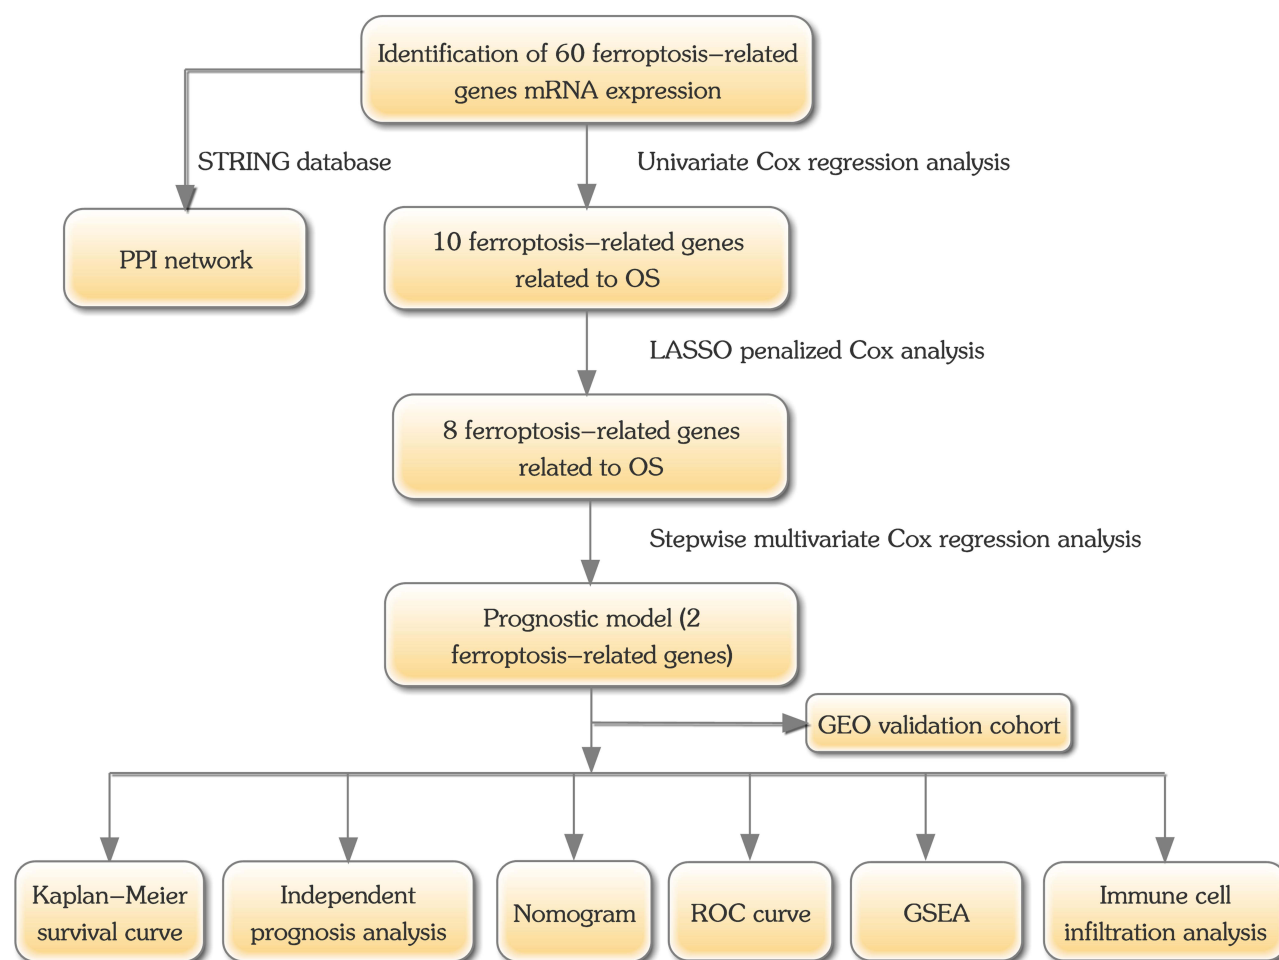 Identification of 60 ferroptosis–related
genes mRNA expression
STRING database
Univariate Cox regression analysis
PPI network
10 ferroptosis–related genes
related to OS
LASSO penalized Cox analysis
8 ferroptosis–related genes
related to OS
Stepwise multivariate Cox regression analysis
Prognostic model (2
ferroptosis–related genes)
GEO validation cohort
Kaplan–Meier
survival curve
Independent
prognosis analysis
Nomogram
ROC curve
GSEA
Immune cell
infiltration analysis